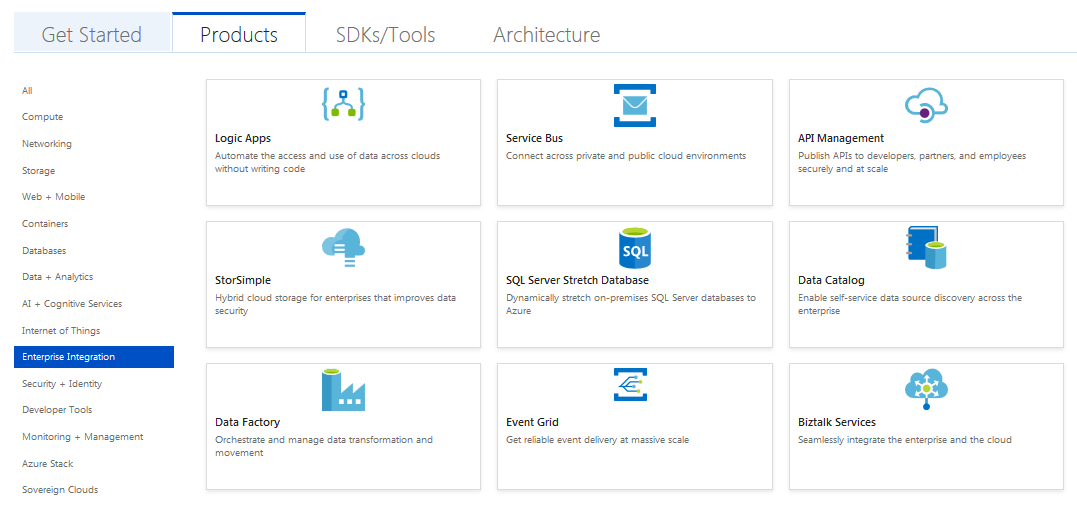 Get Started
Products
SDKs/Tools
Architecture
All
Compute
Networking
Storage
Web + Mobile
Containers
Databases
Data + Analytics
AI + Cognitive Services
Internet of Things
Enterprise Integration
Security + Identity
Developer Tools
Monitoring + Management
Azure Stack
Sovereign Clouds
Logic Apps
Automate the access and use of data across clouds
without writing code
Service Bus
Connect across private and public cloud environments
API Management
Publish APIs to developers, partners, and employees
securely and at scale
StorSimple
Hybrid cloud storage for enterprises that improves data
security
SQL
SQL Server Stretch Database
Dynamically stretch on-premises SQL Server databases to
Azure
Data Catalog
Enable self-service data source discovery across the
enterprise
Data Factory
Orchestrate and manage data transformation and
movement
Event Grid
Get reliable event delivery at massive scale
Biztalk Services
Seamlessly integrate the enterprise and the cloud